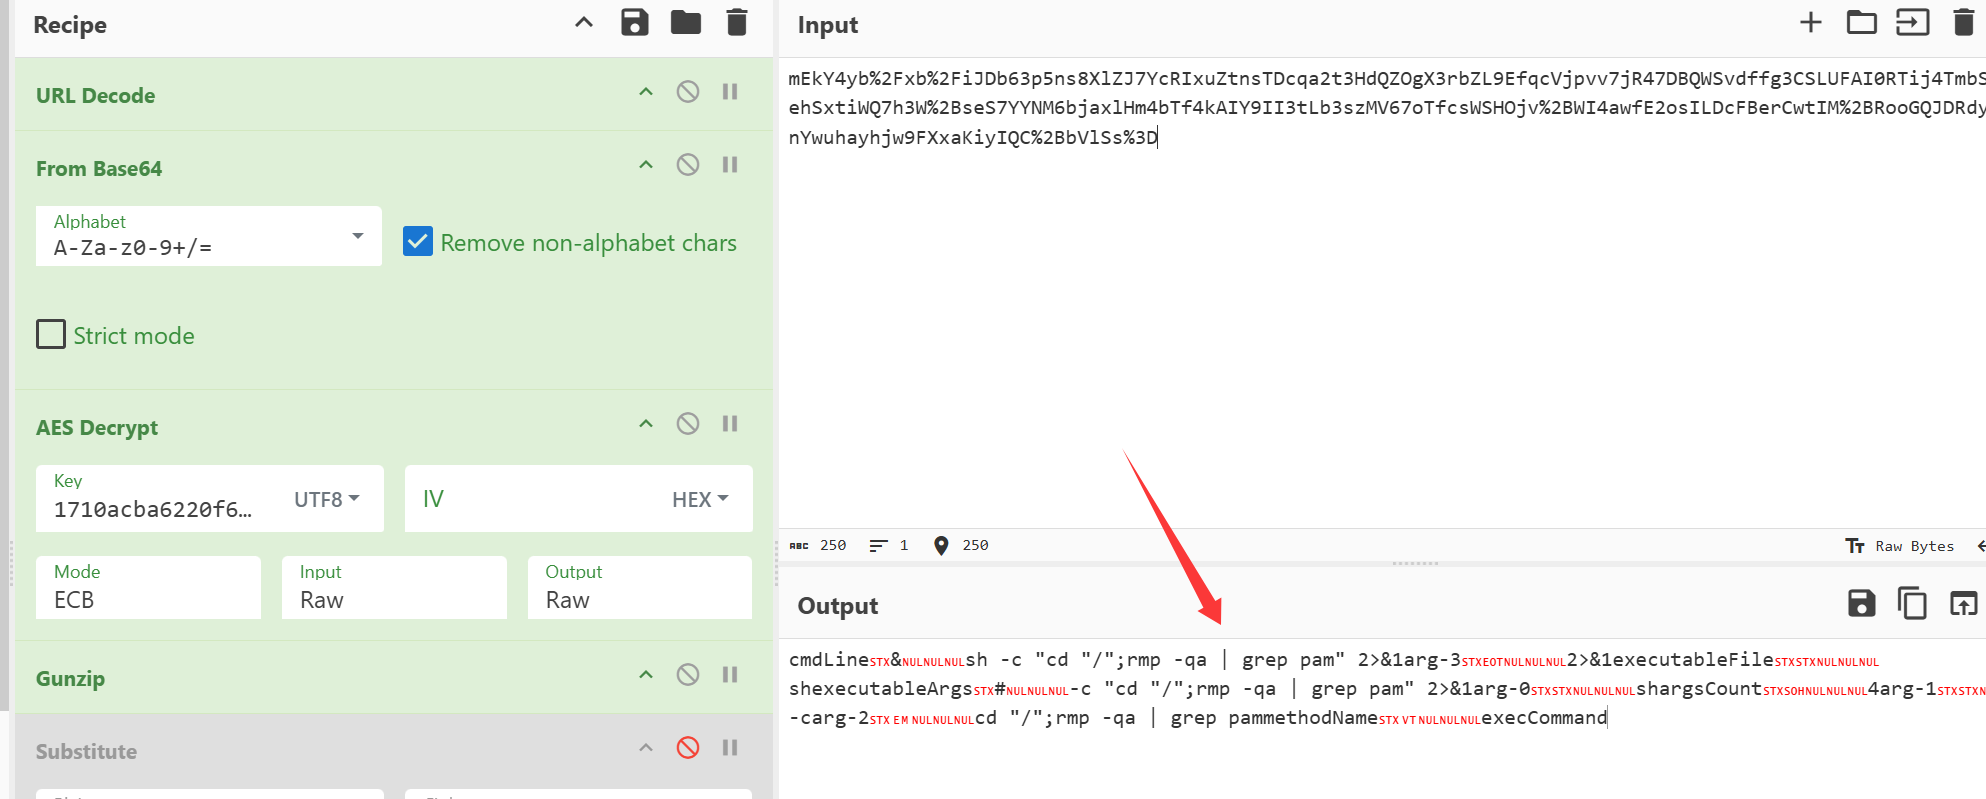 Recipe
URL Decode
From Base64
Alphabet
A-Za-z0-9+/=
Remove non-alphabet chars
Strict mode
AES Decrypt
Key
1710acba6220f6…
UTF8
IV
HEX
Mode
ECB
Input
Raw
Output
Raw
Gunzip
Substitute
Input
mEkY4yb%2Fxb%2FiJDb63p5ns8XlZJ7YcRIxuZtnsTDcqa2t3HdQZOgX3rbZL9EfqcVjpvv7jR47DBQWSvdffg3CSLUFAI0RTij4TmbS
ehSxtiWQ7h3W%2BseS7YYNM6bjaxlHm4bTf4kAIY9II3tLb3szMV67oTfcsWSHOjv%2BWI4awfE2osILDcFBerCwtIM%2BRooGQJDRdy
nYwuhayhjw9FXxaKiyIQC%2BbVlSs%3D
ABC 250 1 250
Raw Bytes
Output
cmdLineSTX&NULNULNULsh -c "cd "/";rmp -qa | grep pam" 2>&1arg-3STXEOTNULNULNUL2>&1executableFileSTXSTXNULNULNUL
shexecutableArgsSTX#NULNULNUL-c "cd "/";rmp -qa | grep pam" 2>&1arg-0STXSTXNULNULNULshargsCountSTXSOHNULNULNUL4arg-1STXSTXN
-carg-2STX EM NULNULNULcd "/";rmp -qa | grep pammethodNameSTX VT NULNULNULexecCommand